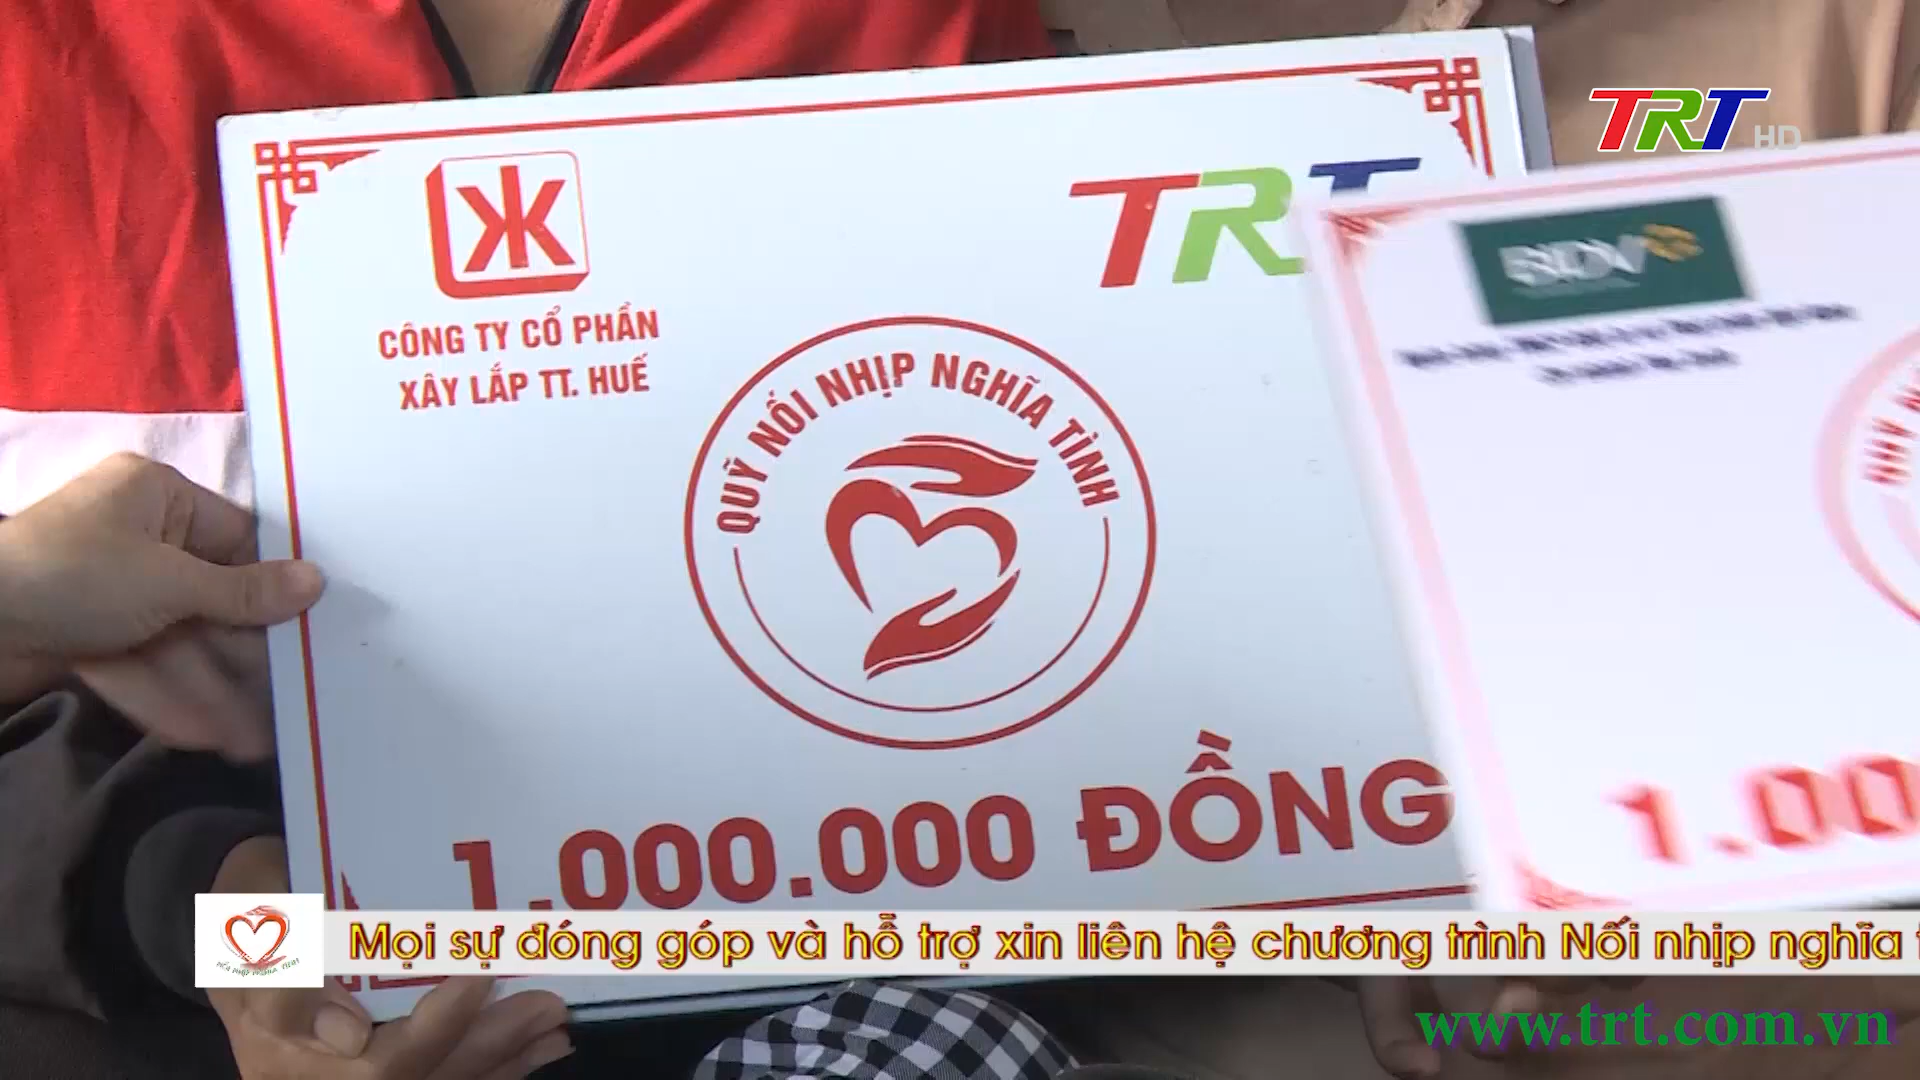 TRT HD
TRT
CÔNG TY CỔ PHẦN
XÂY LẮP TT. HUẾ
QUỸ NỐI NHỊP NGHĨA TÌNH
1.000.000 ĐỒNG
BIDV
1.00
Mọi sự đóng góp và hỗ trợ xin liên hệ chương trình Nối nhịp nghĩa
www.trt.com.vn